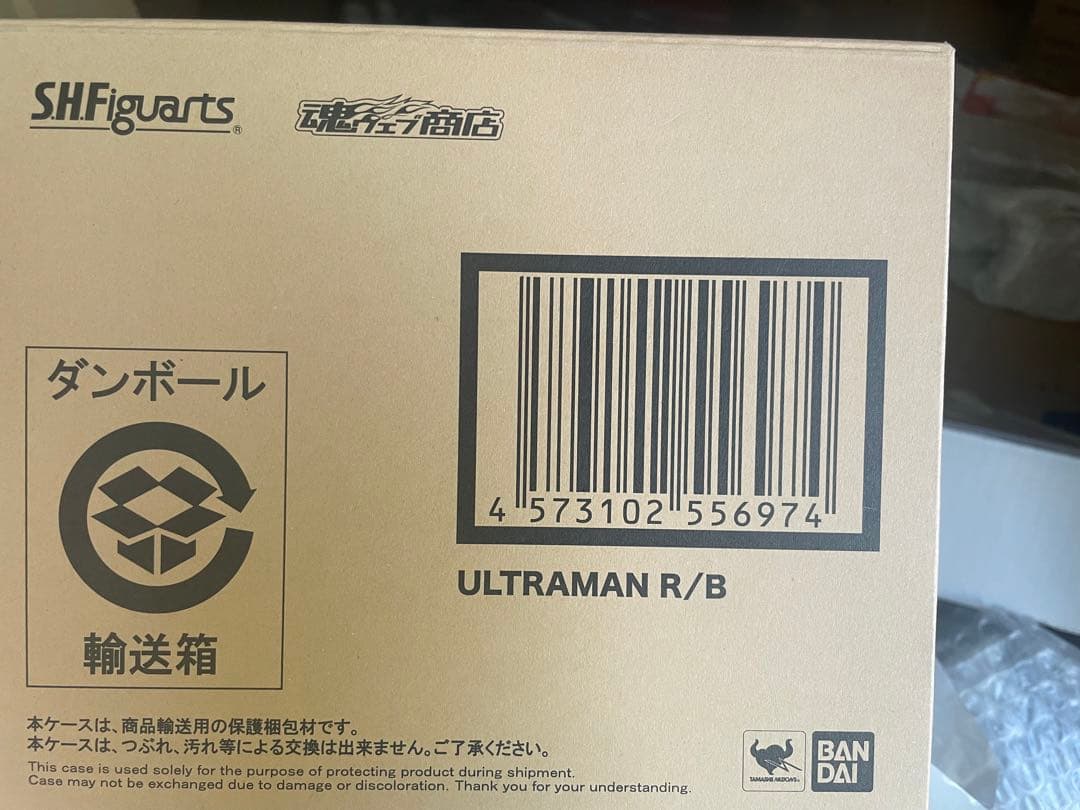 S.H.Figuarts®
魂ウェブ商店
4 573102 556974
ULTRAMAN R/B
ダンボール
輸送箱
本ケースは、商品輸送用の保護梱包材です。
本ケースは、つぶれ、汚れ等による交換は出来ません。ご了承ください。
This case is used solely for the purpose of protecting product during shipment.
Case may not be exchanged due to damage or discoloration. Thank you for your understanding.
TAMASHII NATIONS
BAN
DAI